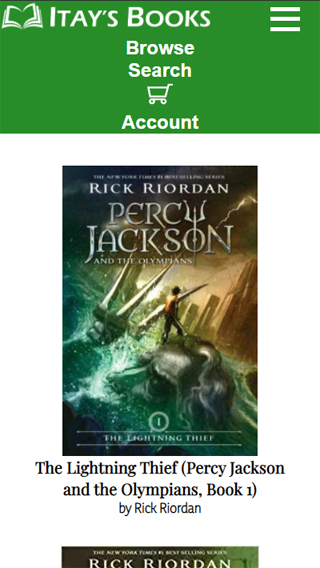 ITAY'S BOOKS
Browse
Search
Account
THE NEW YORK TIMES #1 BEST-SELLING SERIES
RICK RIORDAN
PERCY
JACKSON
AND THE OLYMPIANS
1
THE LIGHTNING THIEF
The Lightning Thief (Percy Jackson
and the Olympians, Book 1)
by Rick Riordan
THE NEW YORK TIMES #1 BEST-SELLING SERIES